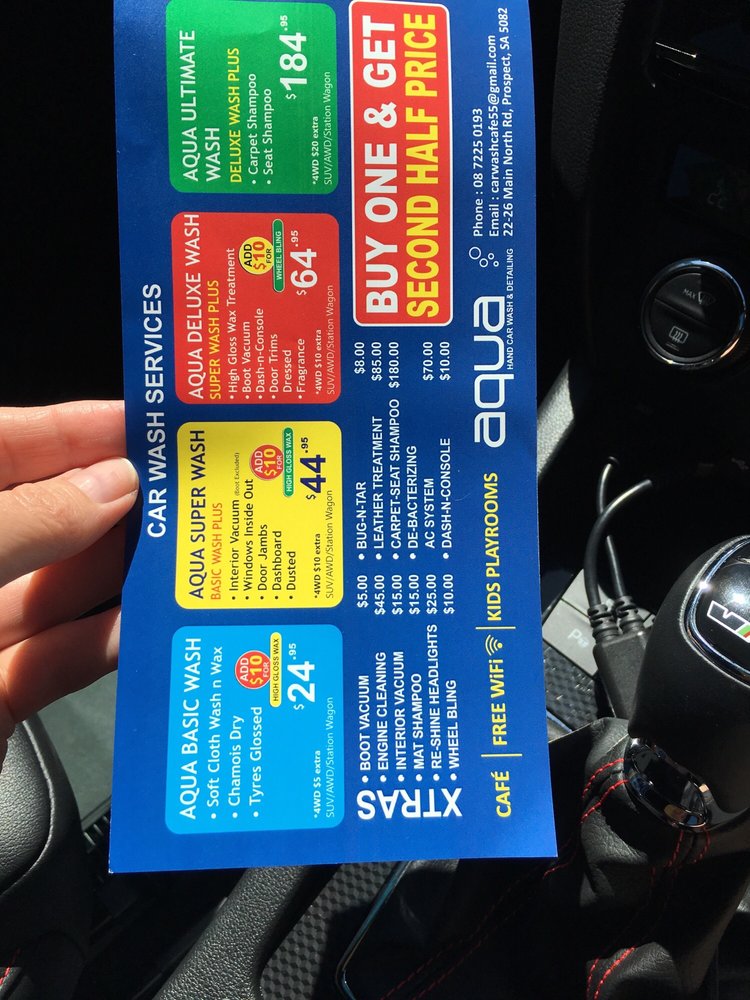 CAR WASH SERVICES
AQUA BASIC WASH
• Soft Cloth Wash n Wax
• Chamois Dry
• Tyres Glossed
ADD
$10
FOR
HIGH GLOSS WAX
$24.95
*4WD $5 extra
SUV/AWD/Station Wagon
AQUA SUPER WASH
BASIC WASH PLUS
• Interior Vacuum (Boot Excluded)
• Windows Inside Out
• Door Jambs
• Dashboard
• Dusted
ADD
$10
FOR
HIGH GLOSS WAX
$44.95
*4WD $10 extra
SUV/AWD/Station Wagon
AQUA DELUXE WASH
SUPER WASH PLUS
• High Gloss Wax Treatment
• Boot Vacuum
• Dash-n-Console
• Door Trims
Dressed
• Fragrance
ADD
$10
FOR
WHEEL BLING
$64.95
*4WD $10 extra
SUV/AWD/Station Wagon
AQUA ULTIMATE
WASH
DELUXE WASH PLUS
• Carpet Shampoo
• Seat Shampoo
$184.95
*4WD $20 extra
SUV/AWD/Station Wagon
XTRAS
• BOOT VACUUM $5.00
• ENGINE CLEANING $45.00
• INTERIOR VACUUM $15.00
• MAT SHAMPOO $15.00
• RE-SHINE HEADLIGHTS $25.00
• WHEEL BLING $10.00
• BUG-N-TAR $8.00
• LEATHER TREATMENT $85.00
• CARPET-SEAT SHAMPOO $180.00
• DE-BACTERIZING
AC SYSTEM $70.00
• DASH-N-CONSOLE $10.00
BUY ONE & GET
SECOND HALF PRICE
CAFÉ | FREE WiFi | KIDS PLAYROOMS
aqua
HAND CAR WASH & DETAILING
Phone : 08 7225 0193
Email : carwashcafe55@gmail.com
22-26 Main North Rd, Prospect, SA 5082
MAX